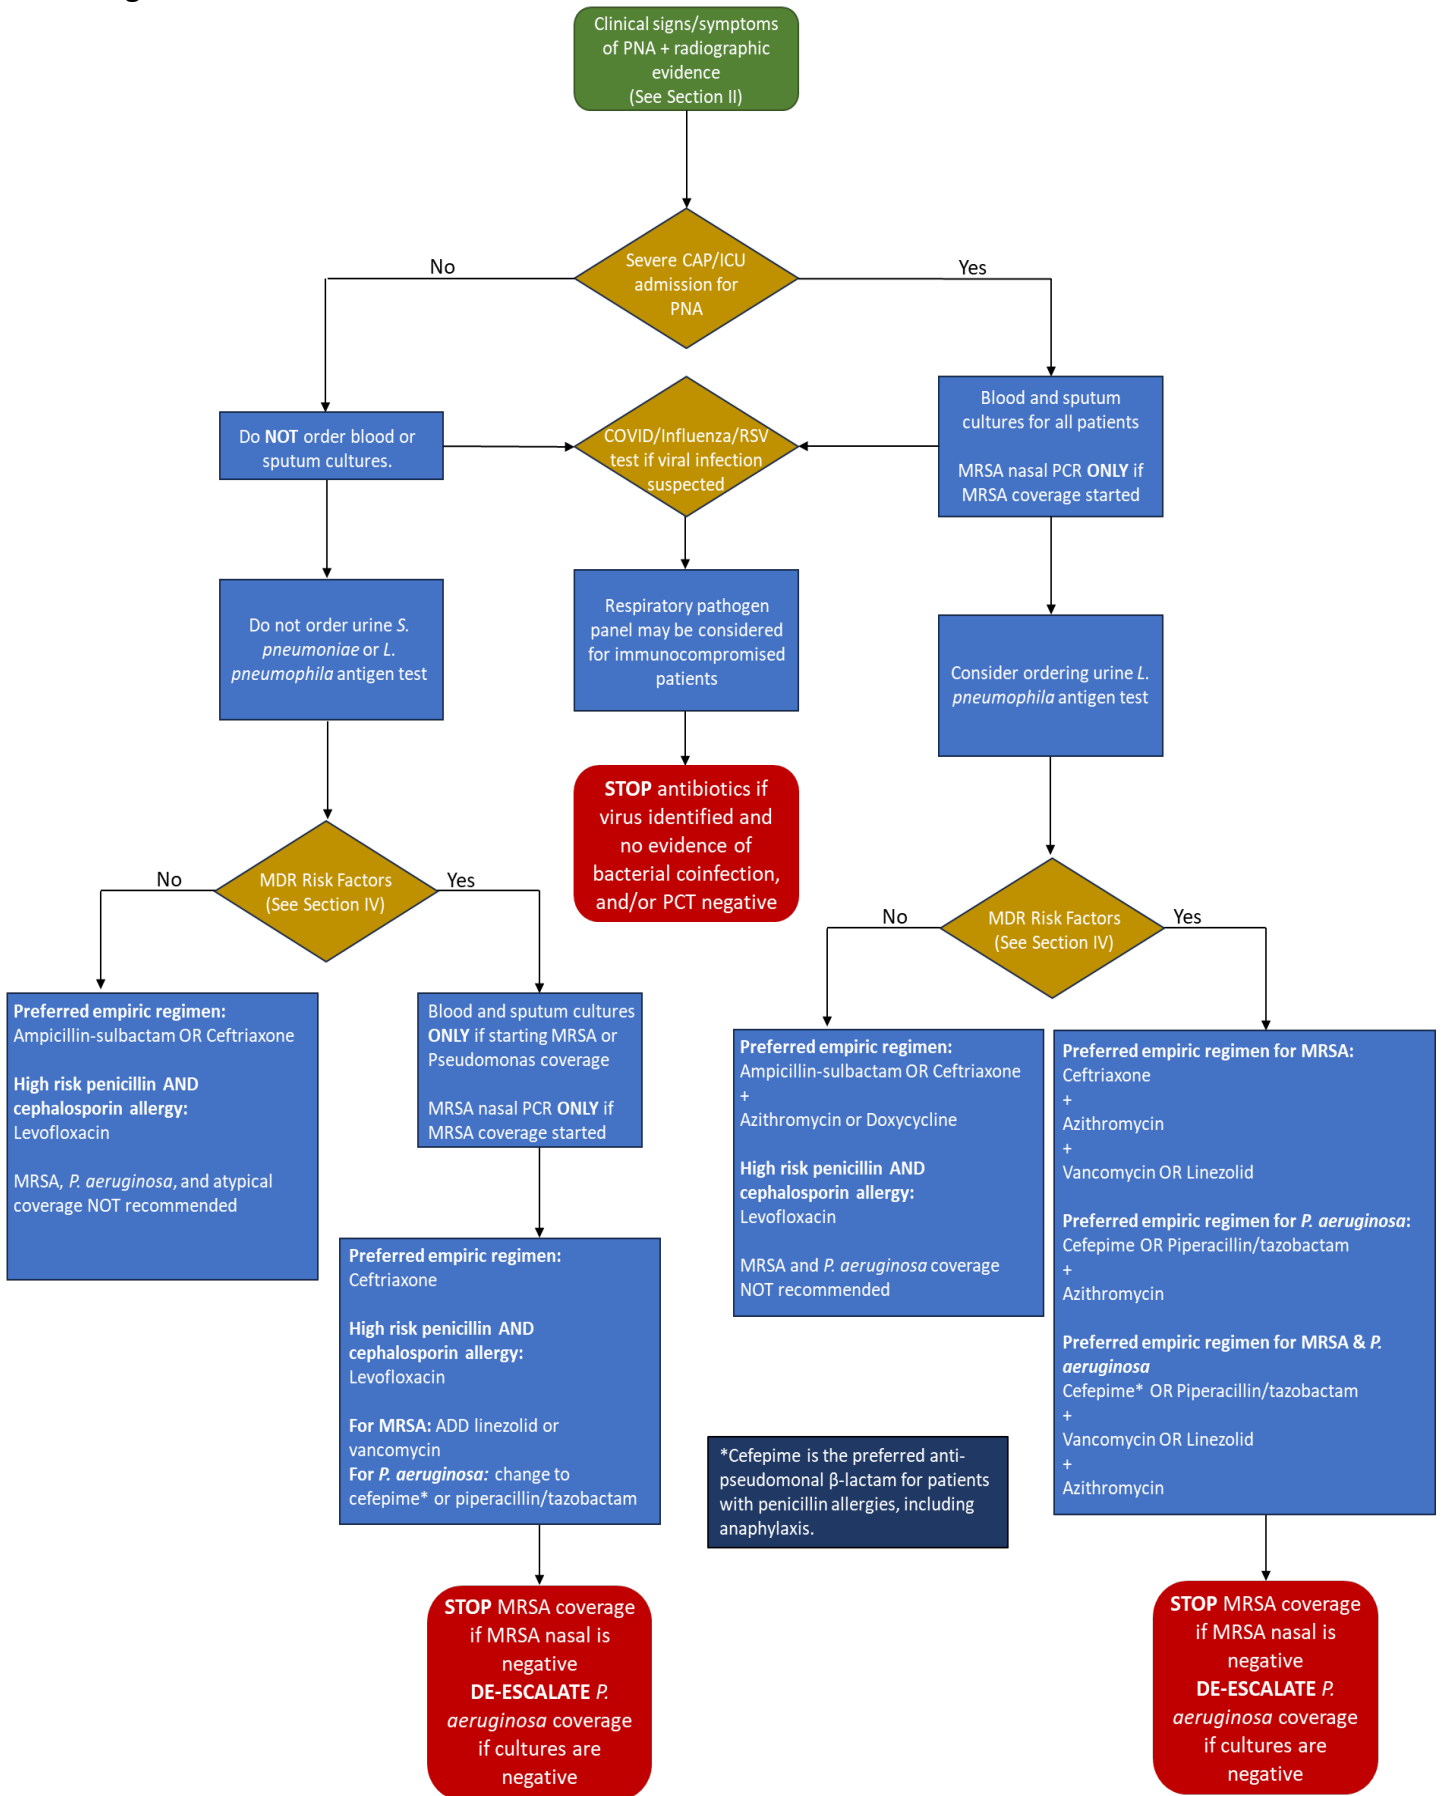 Clinical signs/symptoms
of PNA + radiographic
evidence
(See Section II)
Severe CAP/ICU
admission for
PNA
No
Yes
Do NOT order blood or
sputum cultures.
COVID/Influenza/RSV
test if viral infection
suspected
Blood and sputum
cultures for all patients
MRSA nasal PCR ONLY if
MRSA coverage started
Do not order urine S.
pneumoniae or L.
pneumophila antigen test
Respiratory pathogen
panel may be considered
for immunocompromised
patients
Consider ordering urine L.
pneumophila antigen test
STOP antibiotics if
virus identified and
no evidence of
bacterial coinfection,
and/or PCT negative
MDR Risk Factors
(See Section IV)
No
Yes
MDR Risk Factors
(See Section IV)
No
Yes
Preferred empiric regimen:
Ampicillin-sulbactam OR Ceftriaxone
High risk penicillin AND
cephalosporin allergy:
Levofloxacin
MRSA, P. aeruginosa, and atypical
coverage NOT recommended
Blood and sputum cultures
ONLY if starting MRSA or
Pseudomonas coverage
MRSA nasal PCR ONLY if
MRSA coverage started
Preferred empiric regimen:
Ceftriaxone
High risk penicillin AND
cephalosporin allergy:
Levofloxacin
For MRSA: ADD linezolid or
vancomycin
For P. aeruginosa: change to
cefepime* or piperacillin/tazobactam
STOP MRSA coverage
if MRSA nasal is
negative
DE-ESCALATE P.
aeruginosa coverage
if cultures are
negative
Preferred empiric regimen:
Ampicillin-sulbactam OR Ceftriaxone
+
Azithromycin or Doxycycline
High risk penicillin AND
cephalosporin allergy:
Levofloxacin
MRSA and P. aeruginosa coverage
NOT recommended
Preferred empiric regimen for MRSA:
Ceftriaxone
+
Azithromycin
+
Vancomycin OR Linezolid
Preferred empiric regimen for P. aeruginosa:
Cefepime OR Piperacillin/tazobactam
+
Azithromycin
Preferred empiric regimen for MRSA & P.
aeruginosa
Cefepime* OR Piperacillin/tazobactam
+
Vancomycin OR Linezolid
+
Azithromycin
*Cefepime is the preferred anti-
pseudomonal β-lactam for patients
with penicillin allergies, including
anaphylaxis.
STOP MRSA coverage
if MRSA nasal is
negative
DE-ESCALATE P.
aeruginosa coverage
if cultures are
negative